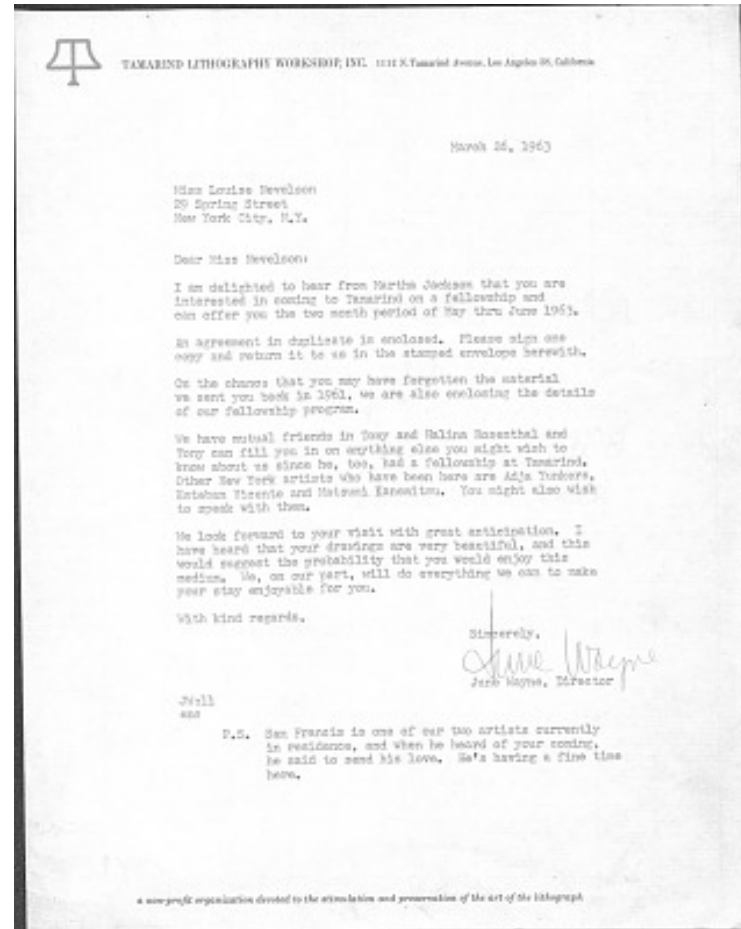 TAMARIND LITHOGRAPHY WORKSHOP, INC. 1112 N. Tamarind Avenue, Los Angeles 38, California
March 26, 1963
Miss Louise Nevelson
29 Spring Street
New York City, N.Y.
Dear Miss Nevelson:
I am delighted to hear from Martha Jackson that you are
interested in coming to Tamarind on a fellowship and
can offer you the two month period of May thru June 1963.
An agreement in duplicate is enclosed. Please sign one
copy and return it to us in the stamped envelope herewith.
On the chance that you may have forgotten the material
we sent you back in 1961, we are also enclosing the details
of our fellowship program.
We have mutual friends in Tony and Halina Rosenthal and
Tony can fill you in on anything else you might wish to
know about us since he, too, had a fellowship at Tamarind.
Other New York artists who have been here are Adja Yunkers,
Esteban Vicente and Matsumi Kanemitsu. You might also wish
to speak with them.
We look forward to your visit with great anticipation. I
have heard that your drawings are very beautiful, and this
would suggest the probability that you would enjoy this
medium. We, on our part, will do everything we can to make
your stay enjoyable for you.
With kind regards.
Sincerely,
June Wayne
June Wayne, Director
JW:ll
enc
P.S. Sam Francis is one of our two artists currently
in residence, and when he heard of your coming,
he said to send his love. He's having a fine time
here.
a non-profit organization devoted to the stimulation and preservation of the art of the lithograph